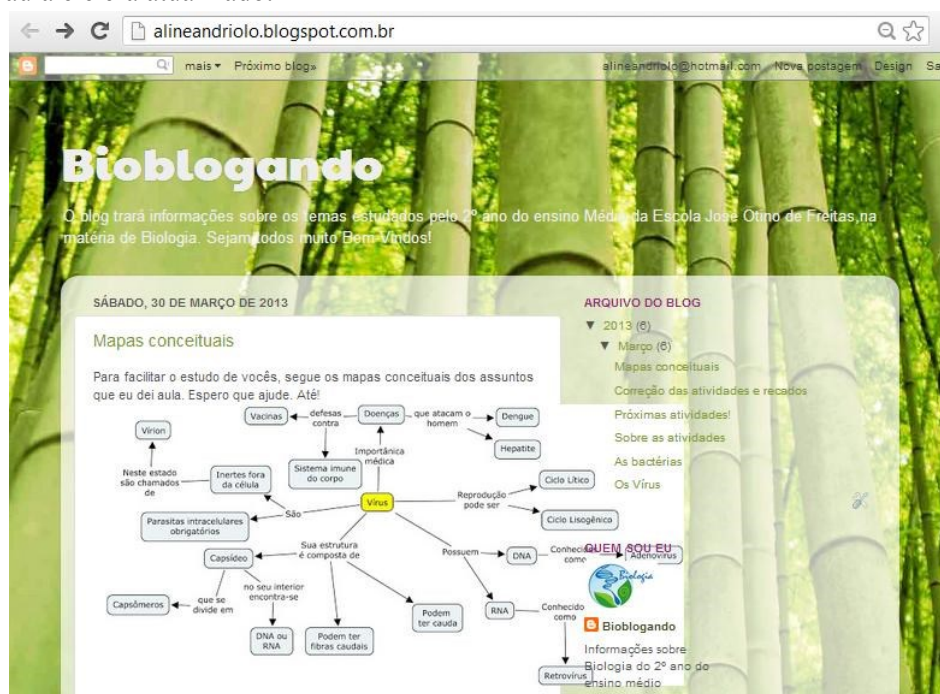 alineandriolo.blogspot.com.br
mais Próximo blog»
alineandriolo@hotmail.com Nova postagem Design
Bioblogando
O blog trará informações sobre os temas estudados pelo 2º ano do ensino Médio da Escola José Otino de Freitas,na
matéria de Biologia. Sejam todos muito Bem Vindos!
SÁBADO, 30 DE MARÇO DE 2013
Mapas conceituais
Para facilitar o estudo de vocês, segue os mapas conceituais dos assuntos
que eu dei aula. Espero que ajude. Até!
Vírion
Neste estado
são chamados
de
Inertes fora
da célula
Vacinas
defesas
contra
Sistema imune
do corpo
Doenças
que atacam o
homem
Dengue
Hepatite
Importânica
médica
Vírus
São
Parasitas intracelulares
obrigatórios
Reprodução
pode ser
Ciclo Lítico
Ciclo Lisogênico
Sua estrutura
é composta de
Capsídeo
que se
divide em
Capsômeros
no seu interior
encontra-se
DNA ou
RNA
Podem ter
fibras caudais
Podem
ter cauda
Possuem
DNA
Conhecido
como
Adenovírus
RNA
Conhecido
como
Retrovírus
ARQUIVO DO BLOG
▼ 2013 (6)
▼ Março (6)
Mapas conceituais
Correção das atividades e recados
Próximas atividades!
Sobre as atividades
As bactérias
Os Vírus
QUEM SOU EU
Biologia
Bioblogando
Informações sobre
Biologia do 2º ano do
ensino médio